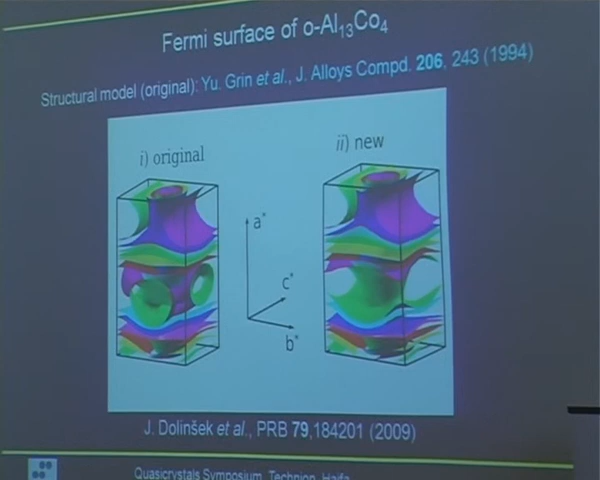 Fermi surface of o-Al₁₃Co₄
Structural model (original): Yu. Grin et al., J. Alloys Compd. 206, 243 (1994)
i) original
ii) new
a*
c*
b*
J. Dolinšek et al., PRB 79,184201 (2009)
Quasicrystals Symposium, Technion, Haifa